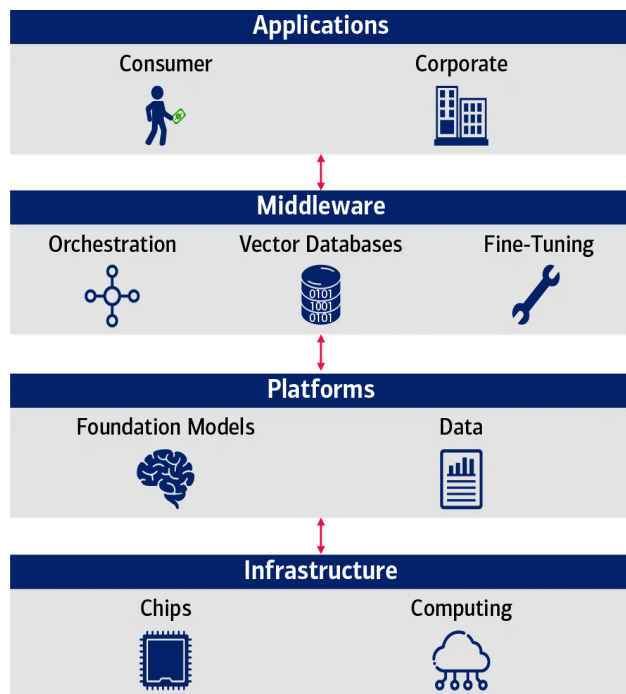 Applications
Consumer Corporate
Middleware
Orchestration Vector Databases Fine-Tuning
0101
1001
0101
Platforms
Foundation Models Data
Infrastructure
Chips Computing